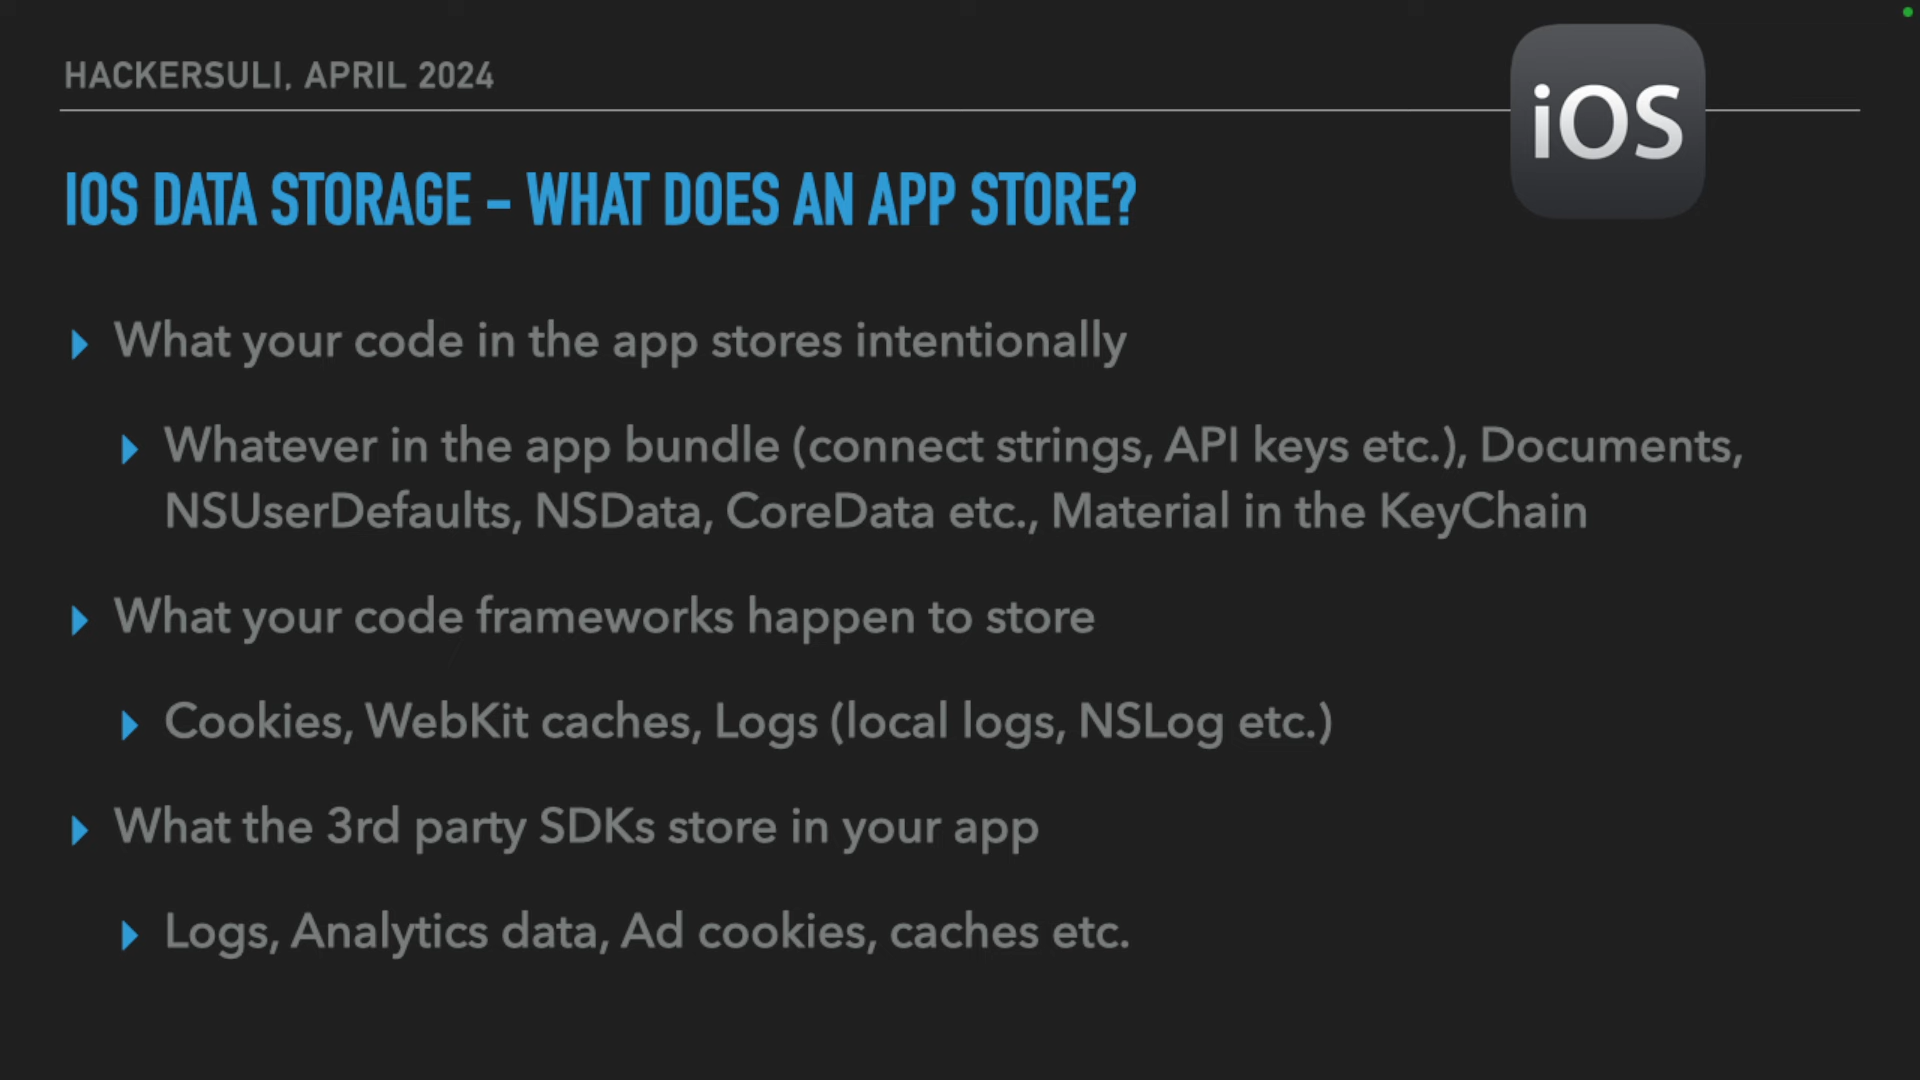 HACKERSULI, APRIL 2024
iOS
IOS DATA STORAGE - WHAT DOES AN APP STORE?
What your code in the app stores intentionally
Whatever in the app bundle (connect strings, API keys etc.), Documents,
NSUserDefaults, NSData, CoreData etc., Material in the KeyChain
What your code frameworks happen to store
Cookies, WebKit caches, Logs (local logs, NSLog etc.)
What the 3rd party SDKs store in your app
Logs, Analytics data, Ad cookies, caches etc.